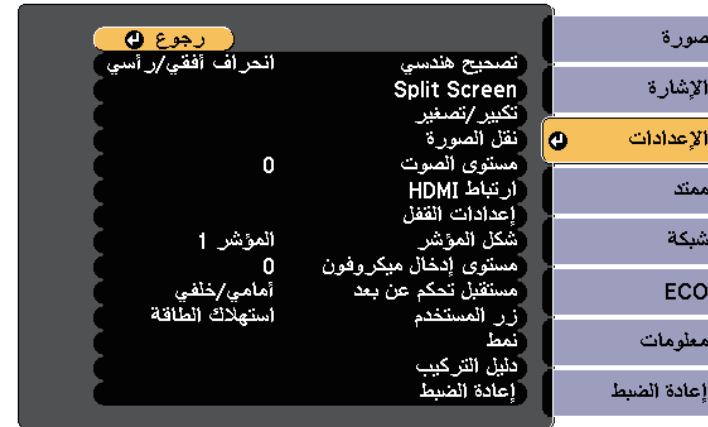 صورة
الإشارة
الإعدادات
ممتد
شبكة
ECO
معلومات
إعادة الضبط
رجوع
تصحيح هندسي انحراف أفقي/رأسي
Split Screen
تكبير/تصغير
نقل الصورة
مستوى الصوت 0
ارتباط HDMI
إعدادات القفل
شكل المؤشر المؤشر 1
مستوى إدخال ميكروفون 0
مستقبل تحكم عن بعد أمامي/خلفي
زر المستخدم استهلاك الطاقة
نمط
دليل التركيب
إعادة الضبط